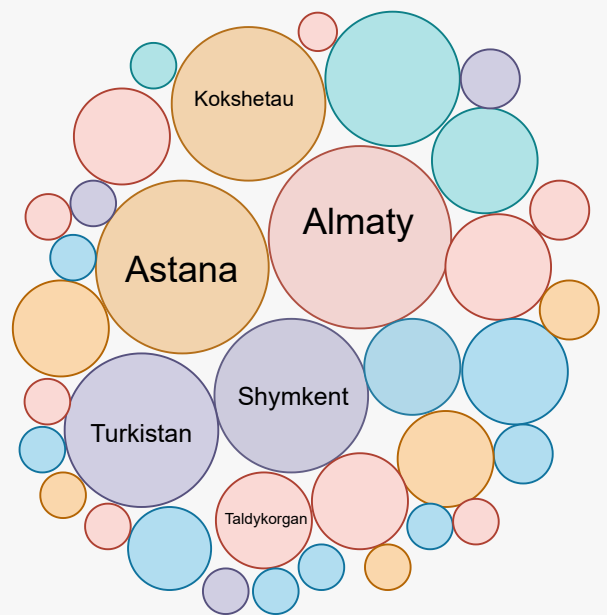 Kokshetau
Almaty
Astana
Shymkent
Turkistan
Taldykorgan